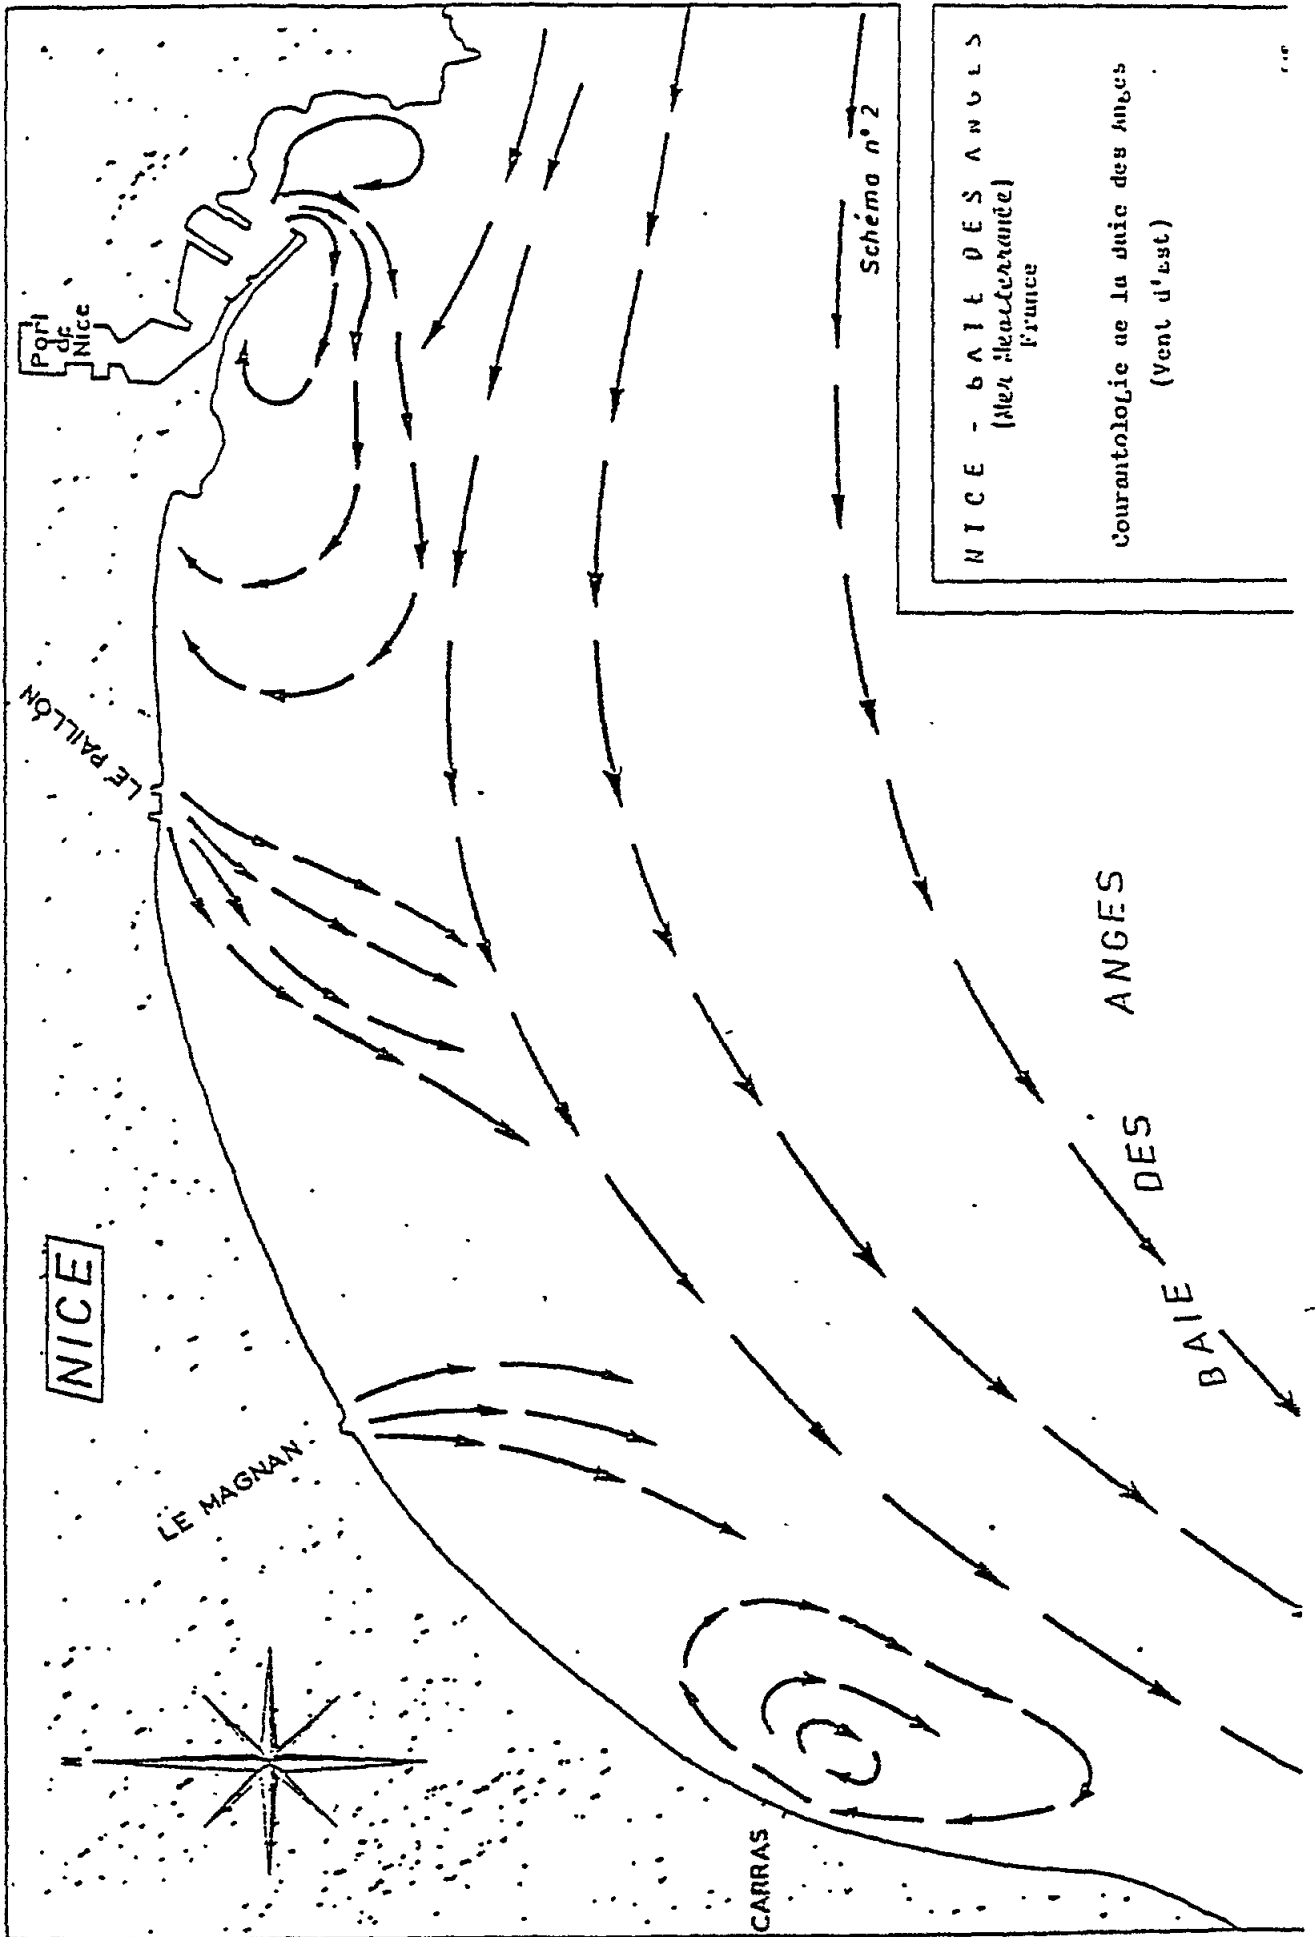 Port
de
Nice
LE PAILLON
NICE
LE MAGNAN
N
CARRAS
BAIE DES ANGES
Schéma n° 2
NICE - BAIE DES ANGES
(Mer Mediterranée)
France
Courantologie de la Baie des Anges
(Vent d'Est)